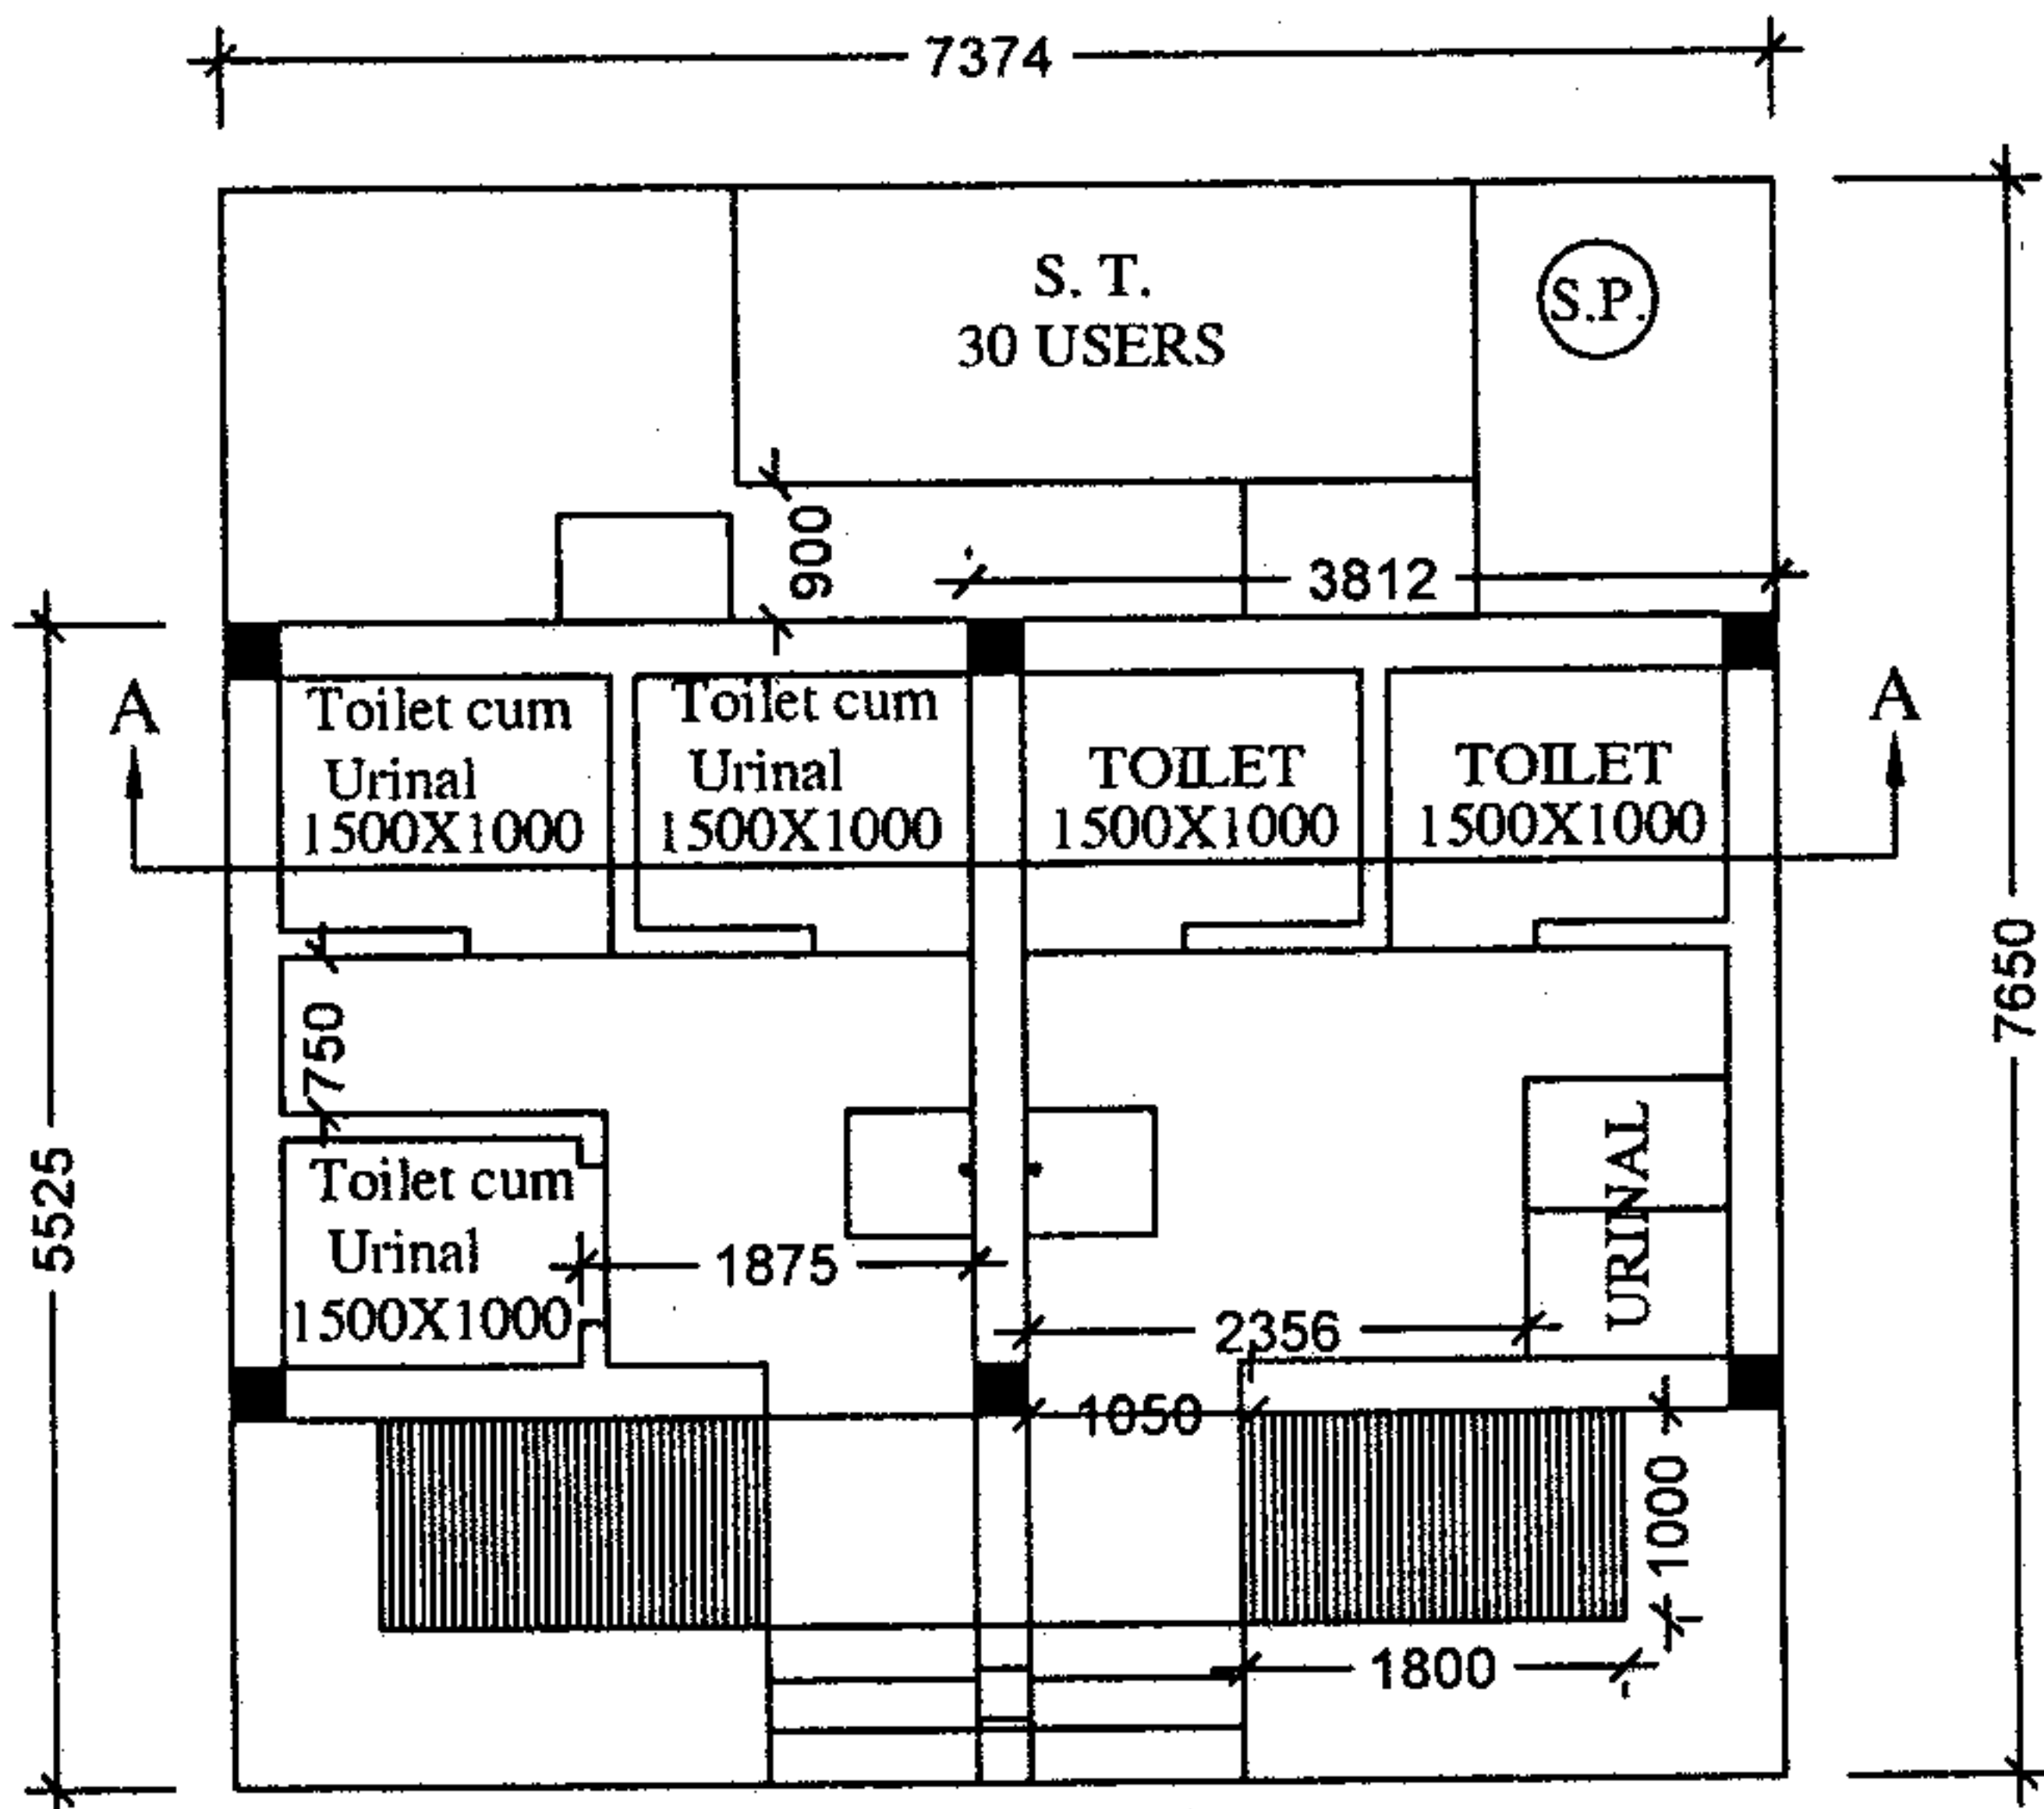 7374
S. T.
30 USERS
S.P.
900
3812
A
Toilet cum
Urinal
1500X1000
Toilet cum
Urinal
1500X1000
TOILET
1500X1000
TOILET
1500X1000
A
750
7650
5525
Toilet cum
Urinal
1500X1000
1875
URINAL
2356
1050
1000
1800